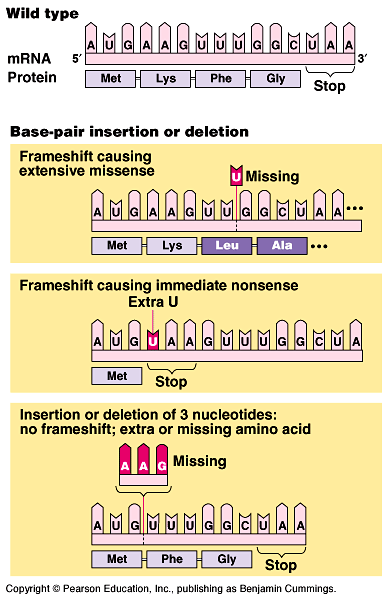 Wild type
A U G A A G U U U G G C U A A
mRNA 5′ 3′
Protein Met Lys Phe Gly Stop
Base-pair insertion or deletion
Frameshift causing
extensive missense
U Missing
A U G A A G U U G G C U A A •••
Met Lys Leu Ala •••
Frameshift causing immediate nonsense
Extra U
A U G U A A G U U U G G C U A
Met Stop
Insertion or deletion of 3 nucleotides:
no frameshift; extra or missing amino acid
A A G Missing
A U G U U U G G C U A A
Met Phe Gly Stop
Copyright © Pearson Education, Inc., publishing as Benjamin Cummings.